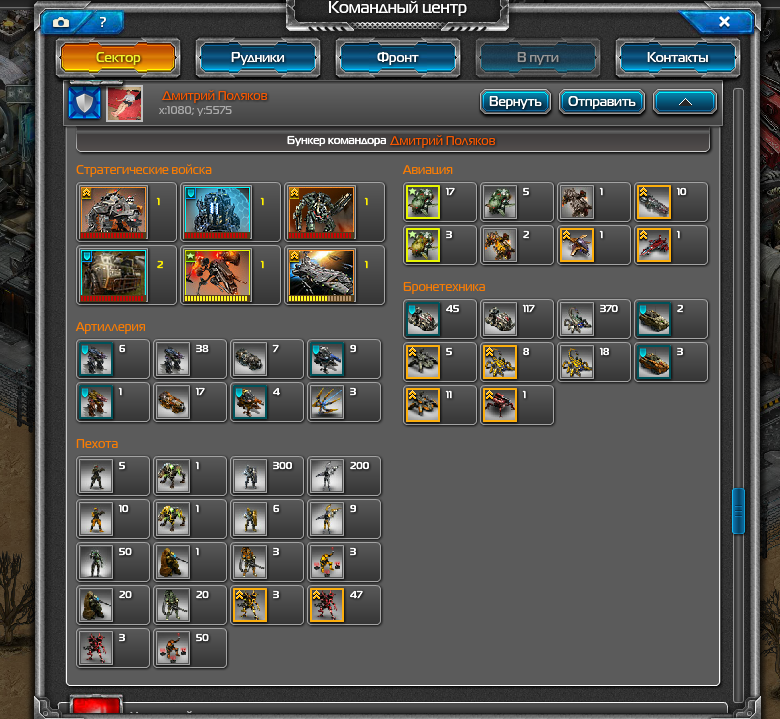 Командный центр
?
Сектор
Рудники
Фронт
В пути
Контакты
Дмитрий Поляков
x:1080; y:5575
Вернуть
Отправить
Бункер командора Дмитрий Поляков
Стратегические войска
1 1 1
2 1 1
Артиллерия
6 38 7 9
1 17 4 3
Пехота
5 1 300 200
10 1 6 9
50 1 3 3
20 20 3 47
3 50
Авиация
17 5 1 10
3 2 1 1
Бронетехника
45 117 370 2
5 8 18 3
11 1